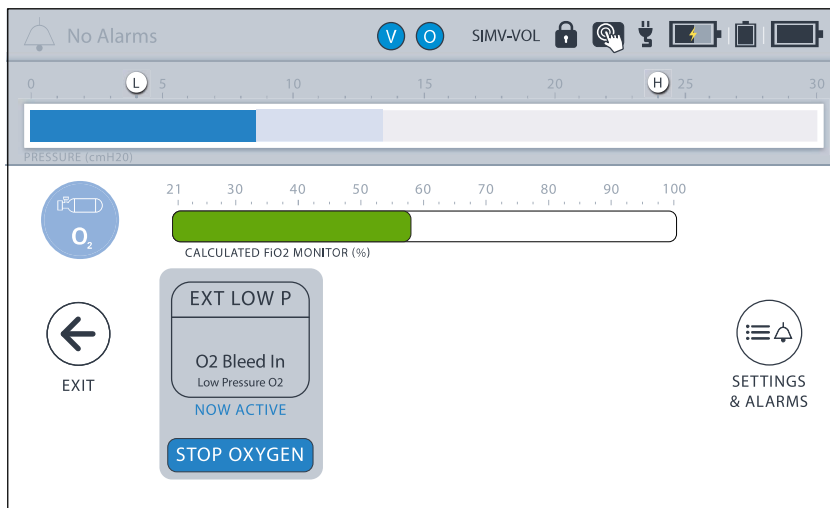 No Alarms
V O SIMV-VOL
0 L 5 10 15 20 H 25 30
PRESSURE (cmH20)
21 30 40 50 60 70 80 90 100
O2
CALCULATED FiO2 MONITOR (%)
EXT LOW P
O2 Bleed In
Low Pressure O2
EXIT
SETTINGS
& ALARMS
NOW ACTIVE
STOP OXYGEN